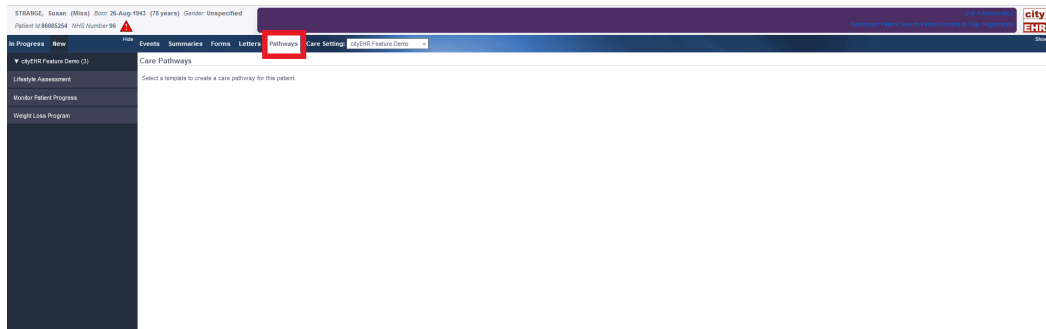 STRANGE, Susan (Miss) Born 26-Aug-1943 (78 years) Gender Unspecified
Patient Id 86085254 NHS Number 96
city
EHR
In Progress New Hide Events Summaries Forms Letters Pathways Care Setting: cityEHR Feature Demo Show
▼ cityEHR Feature Demo (3)
Care Pathways
Lifestyle Assessment
Select a template to create a care pathway for this patient.
Monitor Patient Progress
Weight Loss Program